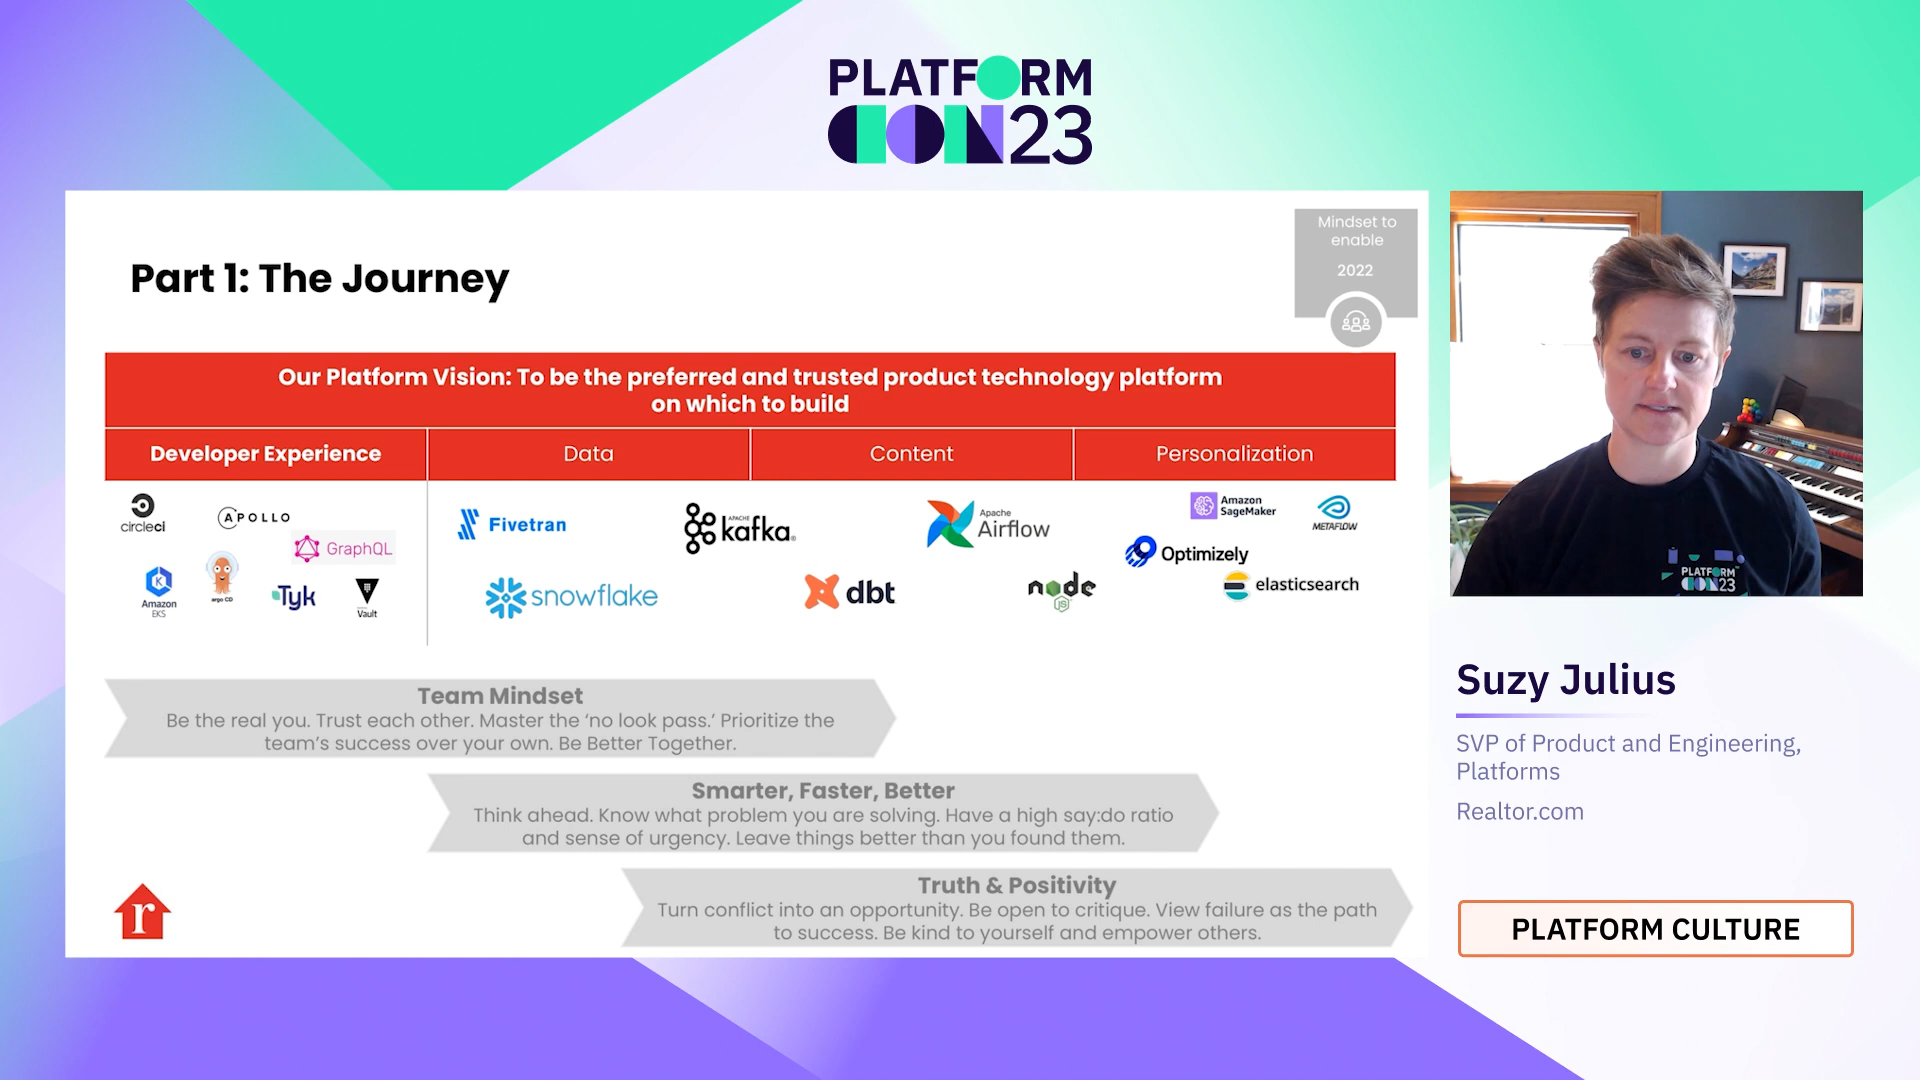 PLATFORM
CON23
Mindset to
enable
2022
Part 1: The Journey
Our Platform Vision: To be the preferred and trusted product technology platform
on which to build
Developer Experience
Data
Content
Personalization
circleci
APOLLO
GraphQL
Amazon
EKS
argo CD
Tyk
Vault
Fivetran
APACHE
kafka®
snowflake
dbt
Apache
Airflow
node
JS
Amazon
SageMaker
METAFLOW
Optimizely
elasticsearch
Team Mindset
Be the real you. Trust each other. Master the ‘no look pass.’ Prioritize the
team’s success over your own. Be Better Together.
Smarter, Faster, Better
Think ahead. Know what problem you are solving. Have a high say:do ratio
and sense of urgency. Leave things better than you found them.
Truth & Positivity
Turn conflict into an opportunity. Be open to critique. View failure as the path
to success. Be kind to yourself and empower others.
r
PLATFORM
CON23
Suzy Julius
SVP of Product and Engineering,
Platforms
Realtor.com
PLATFORM CULTURE